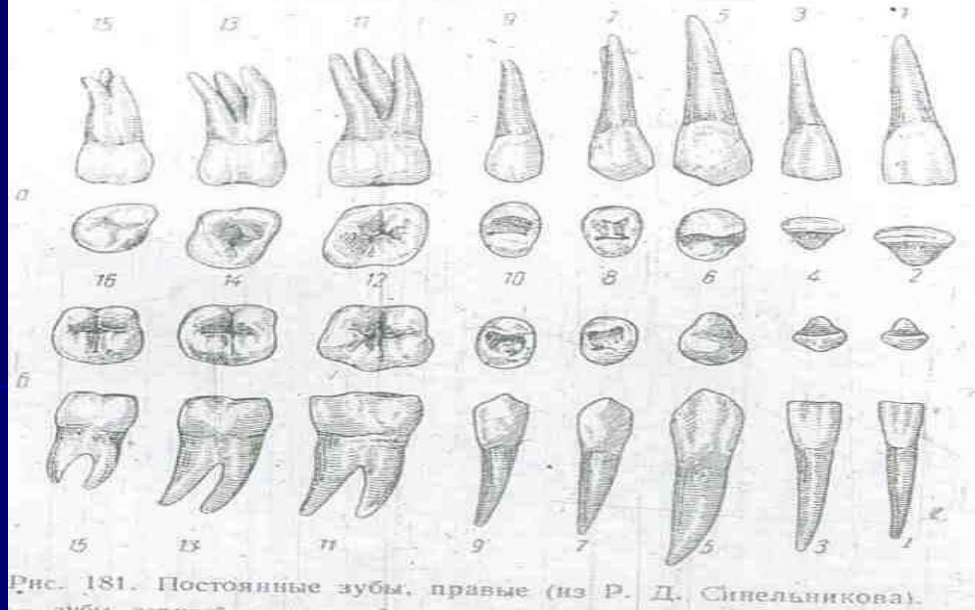 15 13 11 9 7 5 3 1
а
16 14 12 10 8 6 4 2
б
15 13 11 9 7 5 3 1
Рис. 181. Постоянные зубы, правые (из Р. Д. Синельникова).